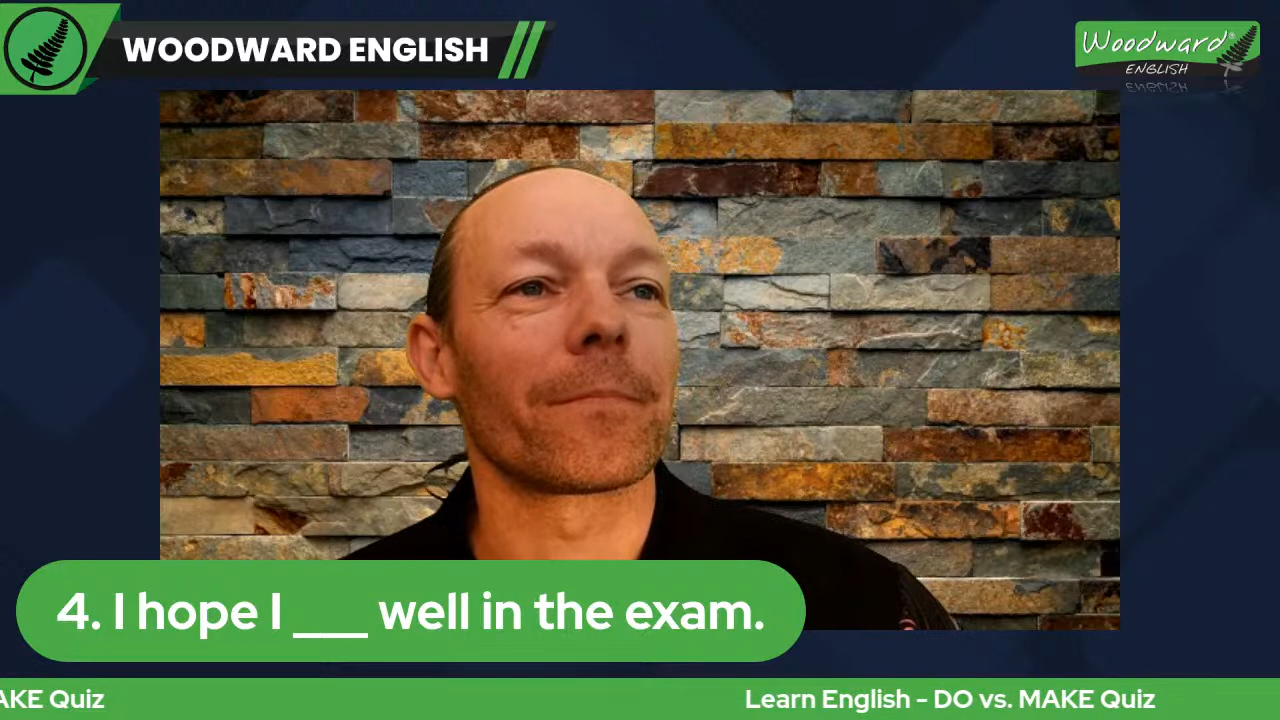 WOODWARD ENGLISH
Woodward®
ENGLISH
4. I hope I ___ well in the exam.
AKE Quiz
Learn English - DO vs. MAKE Quiz